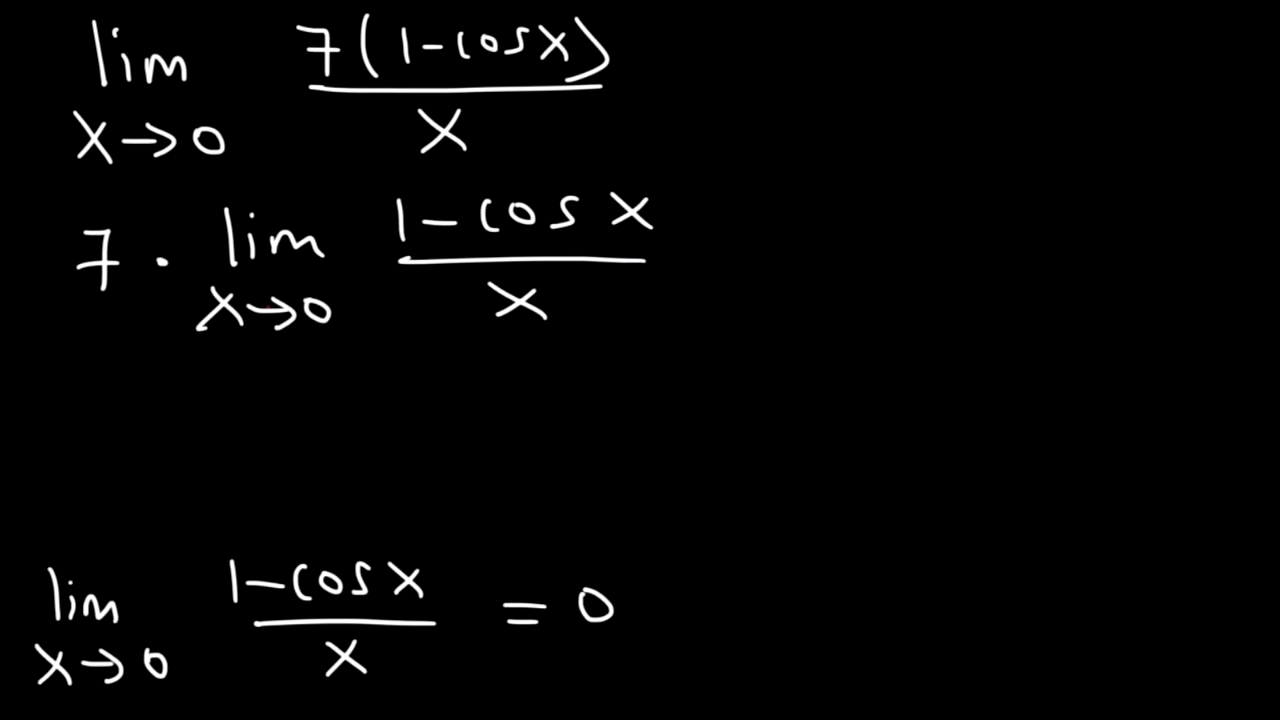 lim 7(1-cosx)
x→0 x
7 · lim 1-cos x
x→0 x
lim 1-cosx = 0
x→0 x